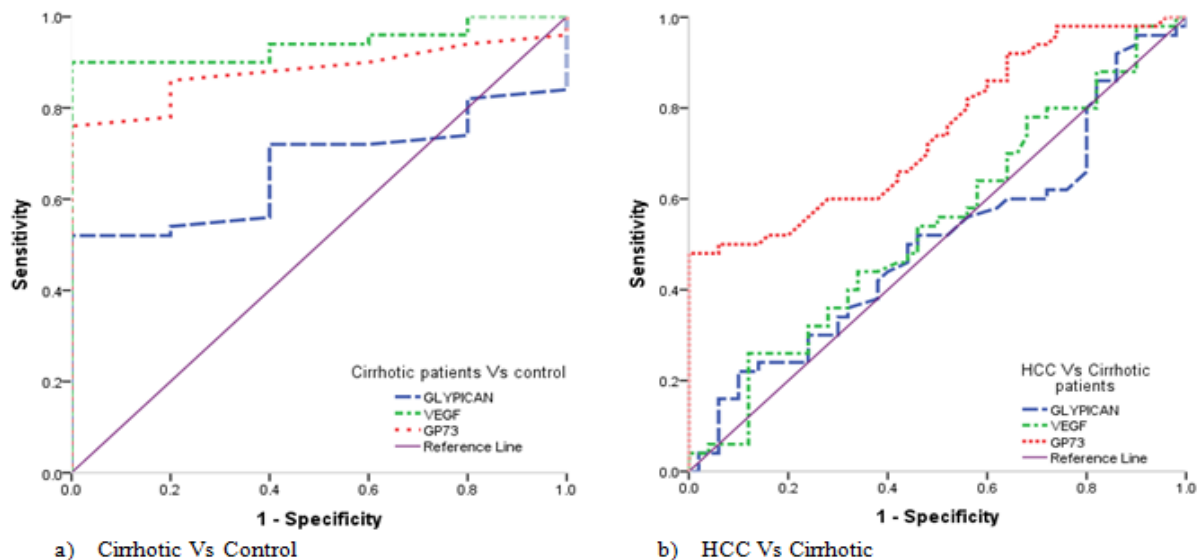 1.0
0.8
0.6
0.4
0.2
0.0
Sensitivity
Cirrhotic patients Vs control
GLYPICAN
VEGF
GP73
Reference Line
0.0 0.2 0.4 0.6 0.8 1.0
1 - Specificity
a) Cirrhotic Vs Control
1.0
0.8
0.6
0.4
0.2
0.0
Sensitivity
HCC Vs Cirrhotic
patients
GLYPICAN
VEGF
GP73
Reference Line
0.0 0.2 0.4 0.6 0.8 1.0
1 - Specificity
b) HCC Vs Cirrhotic